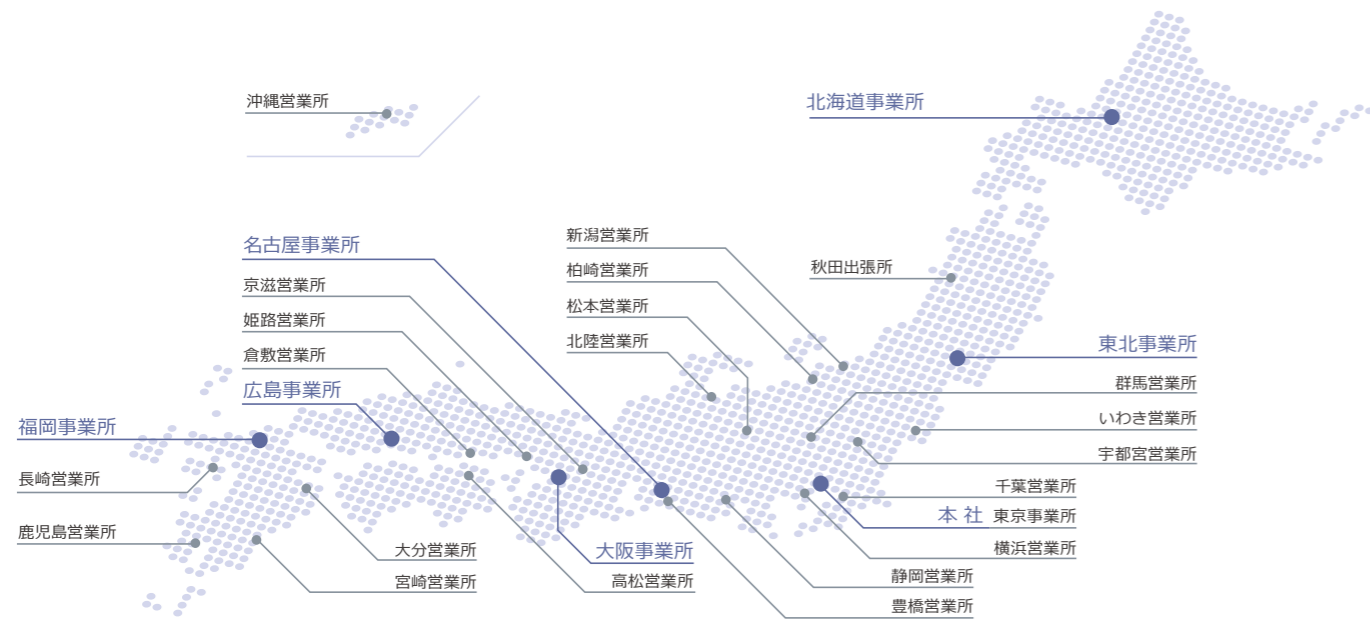 沖縄営業所
北海道事業所
名古屋事業所
京滋営業所
姫路営業所
倉敷営業所
広島事業所
福岡事業所
長崎営業所
鹿児島営業所
大分営業所
宮崎営業所
新潟営業所
柏崎営業所
松本営業所
北陸営業所
秋田出張所
東北事業所
群馬営業所
いわき営業所
宇都宮営業所
千葉営業所
本 社 東京事業所
横浜営業所
静岡営業所
豊橋営業所
大阪事業所
高松営業所